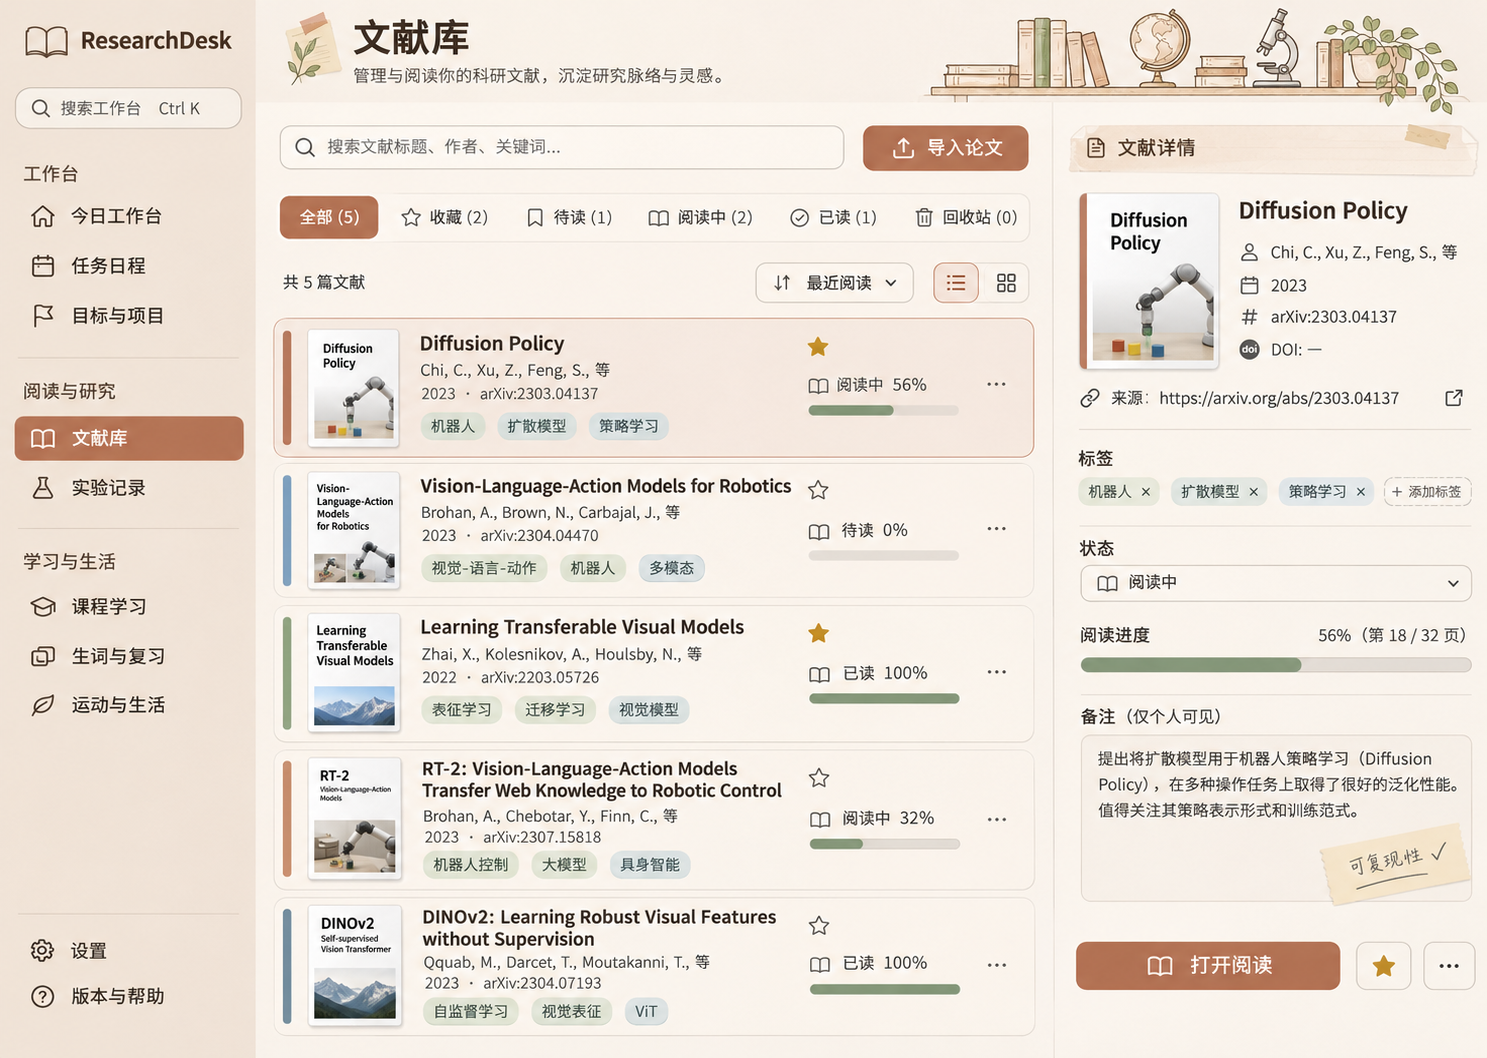 ResearchDesk
搜索工作台 Ctrl K
工作台
今日工作台
任务日程
目标与项目
阅读与研究
文献库
实验记录
学习与生活
课程学习
生词与复习
运动与生活
设置
版本与帮助
文献库
管理与阅读你的科研文献，沉淀研究脉络与灵感。
搜索文献标题、作者、关键词...
导入论文
全部 (5)
收藏 (2)
待读 (1)
阅读中 (2)
已读 (1)
回收站 (0)
共 5 篇文献
最近阅读
Diffusion
Policy
Diffusion Policy
Chi, C., Xu, Z., Feng, S., 等
2023 · arXiv:2303.04137
机器人 扩散模型 策略学习
阅读中 56%
Vision-
Language-Action
Models
for Robotics
Vision-Language-Action Models for Robotics
Brohan, A., Brown, N., Carbajal, J., 等
2023 · arXiv:2304.04470
视觉-语言-动作 机器人 多模态
待读 0%
Learning
Transferable
Visual Models
Learning Transferable Visual Models
Zhai, X., Kolesnikov, A., Houlsby, N., 等
2022 · arXiv:2203.05726
表征学习 迁移学习 视觉模型
已读 100%
RT-2
Vision-Language-Action
Models
RT-2: Vision-Language-Action Models
Transfer Web Knowledge to Robotic Control
Brohan, A., Chebotar, Y., Finn, C., 等
2023 · arXiv:2307.15818
机器人控制 大模型 具身智能
阅读中 32%
DINOv2
Self-supervised
Vision Transformer
DINOv2: Learning Robust Visual Features
without Supervision
Qquab, M., Darcet, T., Moutakanni, T., 等
2023 · arXiv:2304.07193
自监督学习 视觉表征 ViT
已读 100%
文献详情
Diffusion
Policy
Diffusion Policy
Chi, C., Xu, Z., Feng, S., 等
2023
arXiv:2303.04137
doi DOI: —
来源: https://arxiv.org/abs/2303.04137
标签
机器人 × 扩散模型 × 策略学习 × + 添加标签
状态
阅读中
阅读进度 56%（第 18 / 32 页）
备注（仅个人可见）
提出将扩散模型用于机器人策略学习（Diffusion
Policy），在多种操作任务上取得了很好的泛化性能。
值得关注其策略表示形式和训练范式。
可复现性 ✓
打开阅读